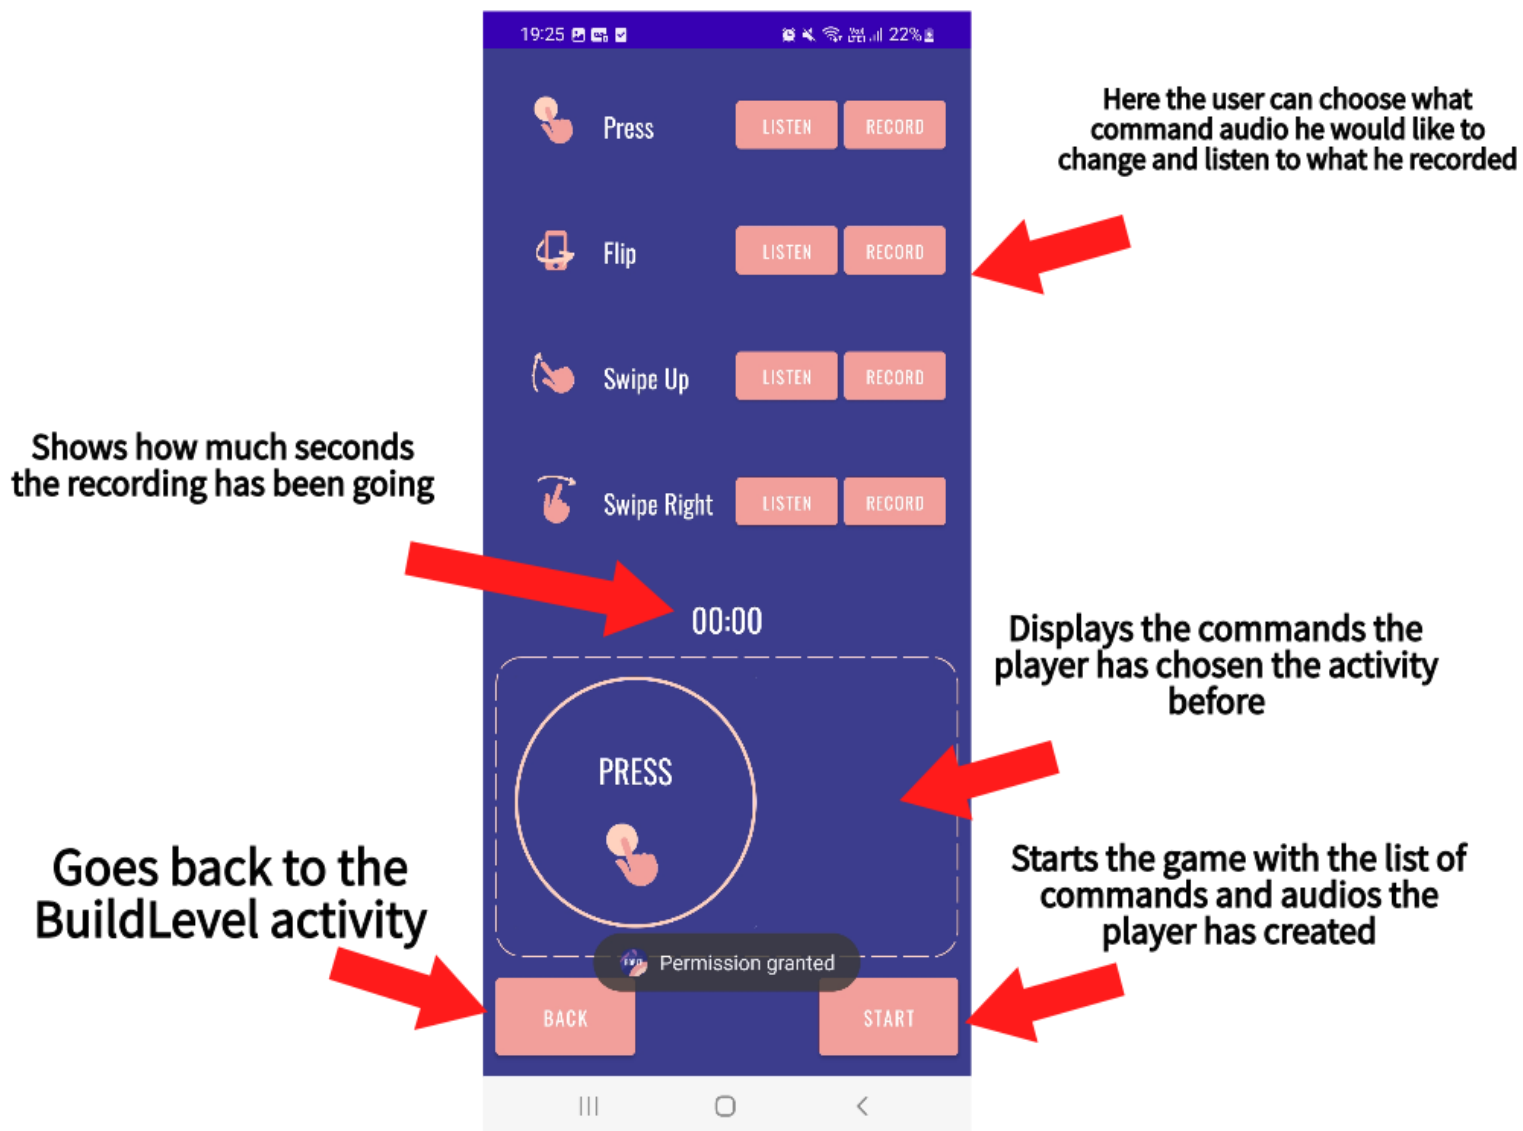 19:25
22%
Press
LISTEN
RECORD
Here the user can choose what
command audio he would like to
change and listen to what he recorded
Flip
LISTEN
RECORD
Swipe Up
LISTEN
RECORD
Shows how much seconds
the recording has been going
Swipe Right
LISTEN
RECORD
00:00
Displays the commands the
player has chosen the activity
before
PRESS
Goes back to the
BuildLevel activity
Starts the game with the list of
commands and audios the
player has created
Permission granted
BACK
START